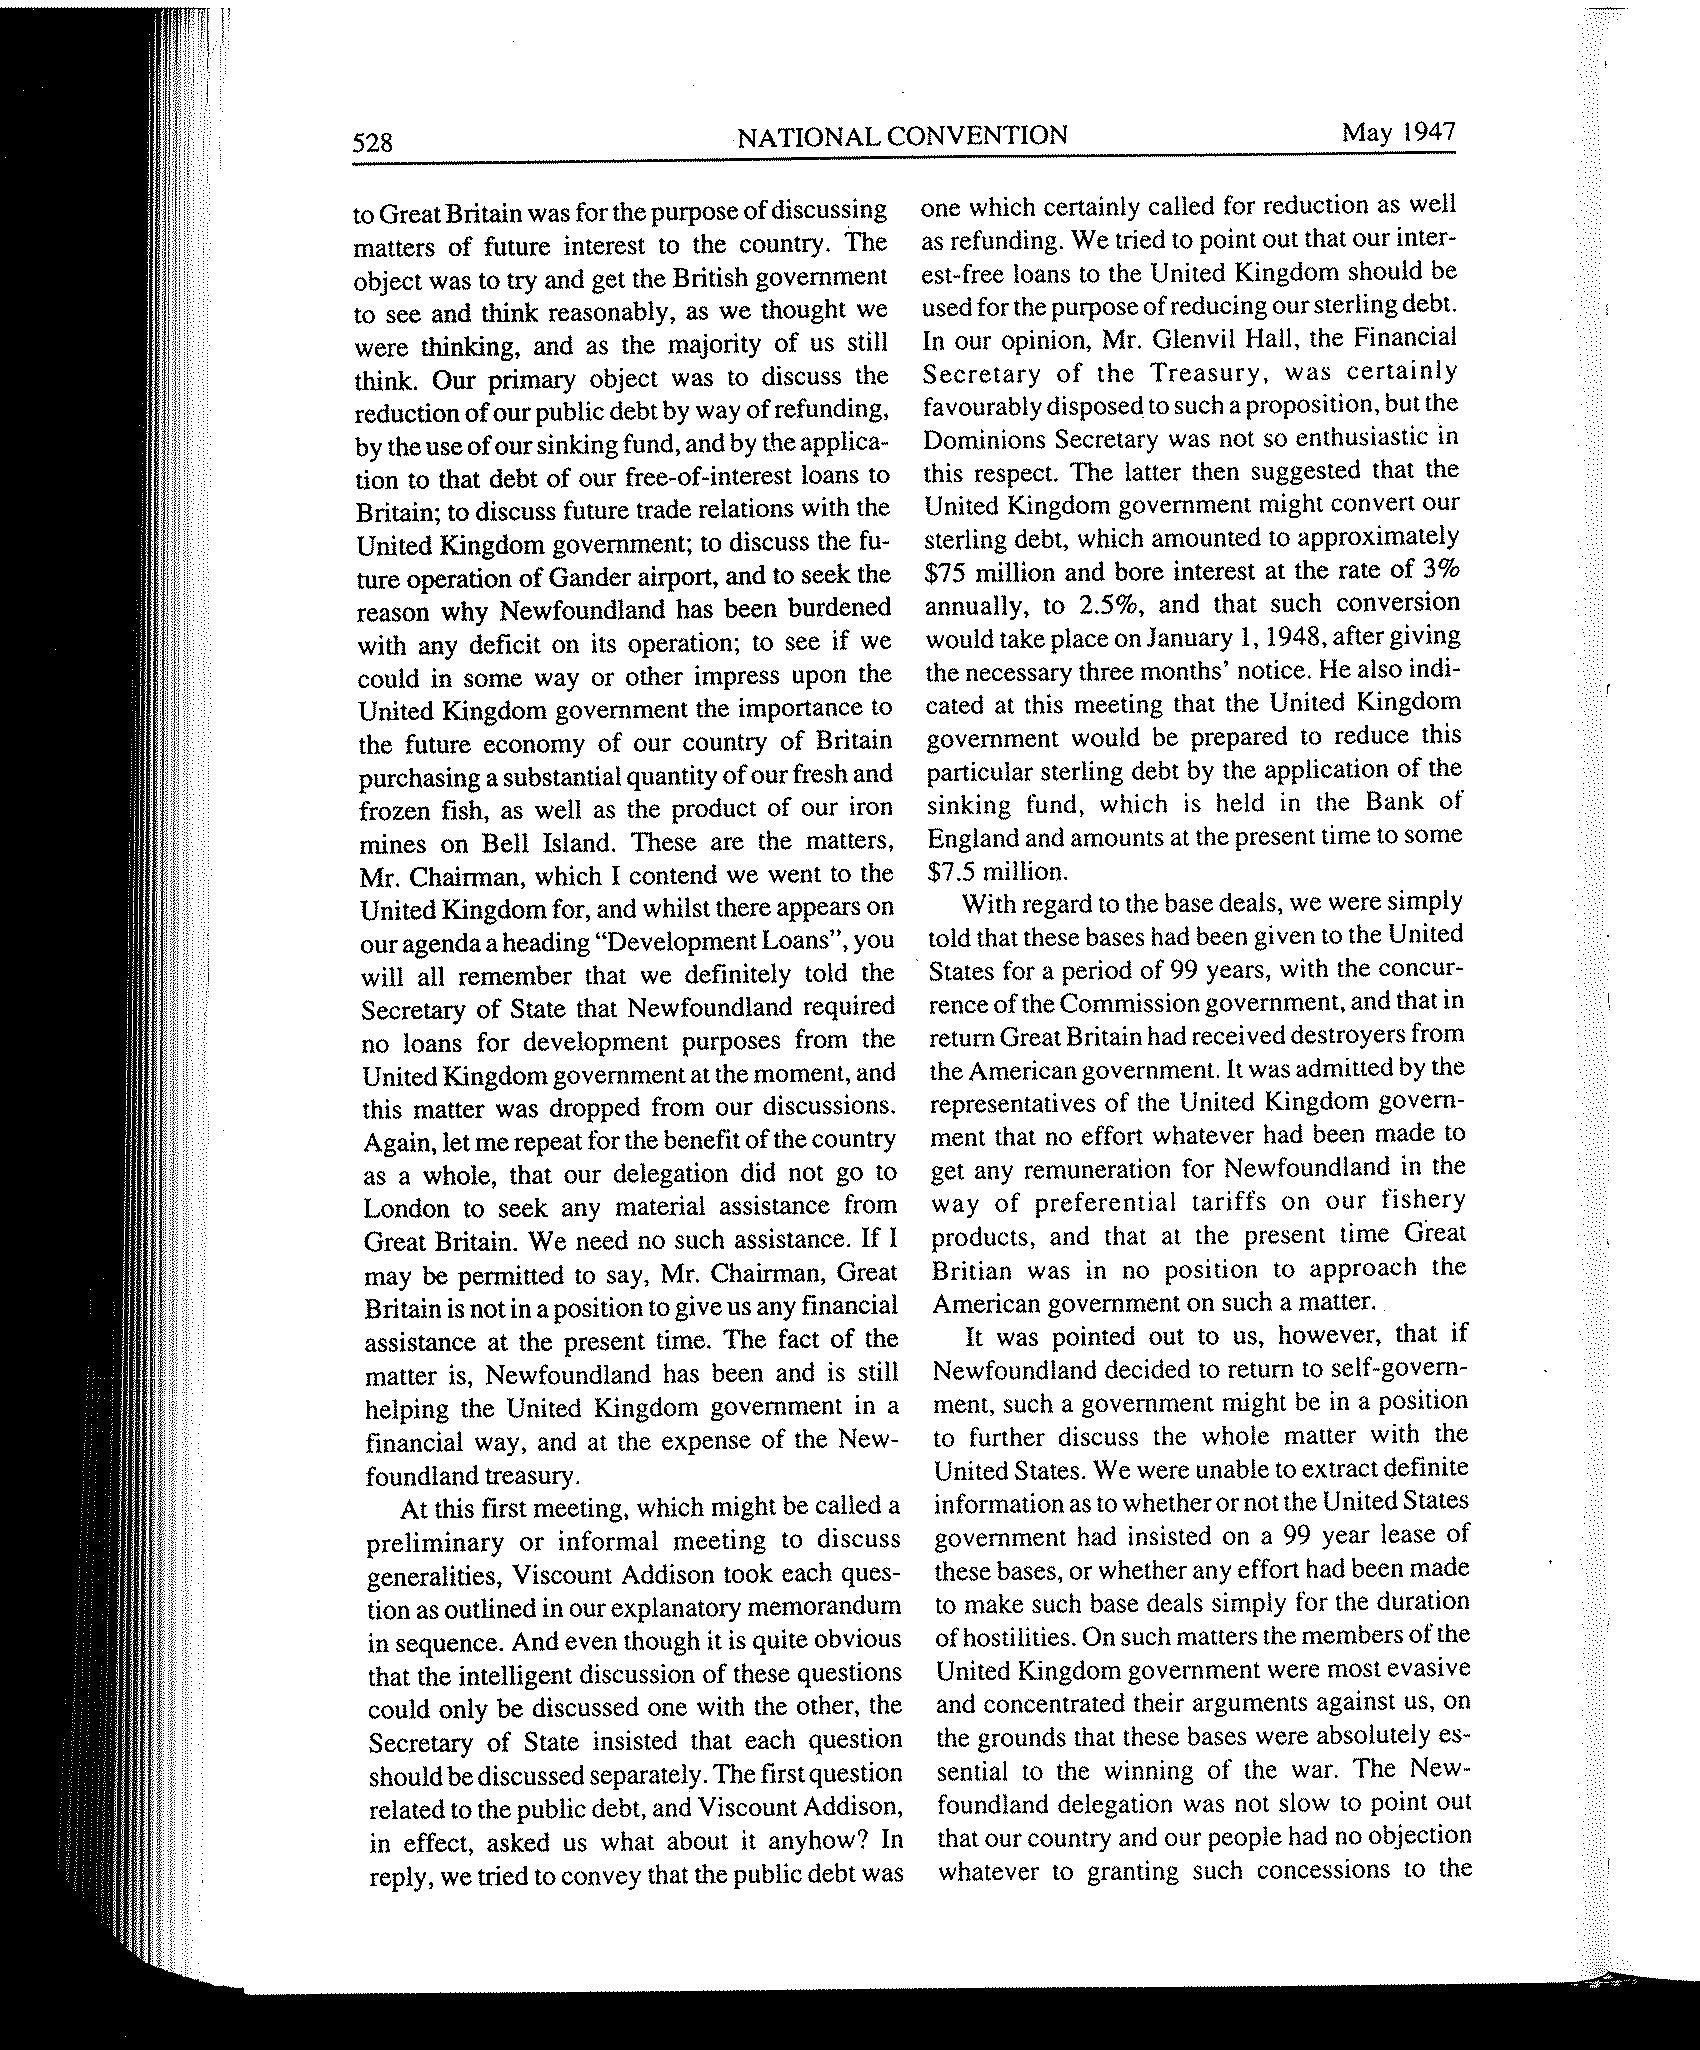 528 NATIONAL CONVENTION May 1947
to Great Britain was for the purpose of discussing
matters of future interest to the country. The
object was to try and get the British government
to see and think reasonably, as we thought we
were thinking, and as the majority of us still
think. Our primary object was to discuss the
reduction of our public debt by way of refunding,
by the use of our sinking fund, and by the applica-
tion to that debt of our free-of-interest loans to
Britain; to discuss future trade relations with the
United Kingdom government; to discuss the fu-
ture operation of Gander airport, and to seek the
reason why Newfoundland has been burdened
with any deficit on its operation; to see if we
could in some way or other impress upon the
United Kingdom government the importance to
the future economy of our country of Britain
purchasing a substantial quantity of our fresh and
frozen fish, as well as the product of our iron
mines on Bell Island. These are the matters,
Mr. Chairman, which I contend we went to the
United Kingdom for, and whilst there appears on
our agenda a heading "Development Loans", you
will all remember that we definitely told the
Secretary of State that Newfoundland required
no loans for development purposes from the
United Kingdom government at the moment, and
this matter was dropped from our discussions.
Again, let me repeat for the benefit of the country
as a whole, that our delegation did not go to
London to seek any material assistance from
Great Britain. We need no such assistance. If I
may be permitted to say, Mr. Chairman, Great
Britain is not in a position to give us any financial
assistance at the present time. The fact of the
matter is, Newfoundland has been and is still
helping the United Kingdom government in a
financial way, and at the expense of the New-
foundland treasury.
At this first meeting, which might be called a
preliminary or informal meeting to discuss
generalities, Viscount Addison took each ques-
tion as outlined in our explanatory memorandum
in sequence. And even though it is quite obvious
that the intelligent discussion of these questions
could only be discussed one with the other, the
Secretary of State insisted that each question
should be discussed separately. The first question
related to the public debt, and Viscount Addison,
in effect, asked us what about it anyhow? In
reply, we tried to convey that the public debt was
one which certainly called for reduction as well
as refunding. We tried to point out that our inter-
est-free loans to the United Kingdom should be
used for the purpose of reducing our sterling debt.
In our opinion, Mr. Glenvil Hall, the Financial
Secretary of the Treasury, was certainly
favourably disposed to such a proposition, but the
Dominions Secretary was not so enthusiastic in
this respect. The latter then suggested that the
United Kingdom government might convert our
sterling debt, which amounted to approximately
$75 million and bore interest at the rate of 3%
annually, to 2.5%, and that such conversion
would take place on January 1, 1948, after giving
the necessary three months' notice. He also indi-
cated at this meeting that the United Kingdom
government would be prepared to reduce this
particular sterling debt by the application of the
sinking fund, which is held in the Bank of
England and amounts at the present time to some
$7.5 million.
With regard to the base deals, we were simply
told that these bases had been given to the United
States for a period of 99 years, with the concur-
rence of the Commission government, and that in
return Great Britain had received destroyers from
the American government. It was admitted by the
representatives of the United Kingdom govern-
ment that no effort whatever had been made to
get any remuneration for Newfoundland in the
way of preferential tariffs on our fishery
products, and that at the present time Great
Britian was in no position to approach the
American government on such a matter.
It was pointed out to us, however, that if
Newfoundland decided to return to self-govern-
ment, such a government might be in a position
to further discuss the whole matter with the
United States. We were unable to extract definite
information as to whether or not the United States
government had insisted on a 99 year lease of
these bases, or whether any effort had been made
to make such base deals simply for the duration
of hostilities. On such matters the members of the
United Kingdom government were most evasive
and concentrated their arguments against us, on
the grounds that these bases were absolutely es-
sential to the winning of the war. The New-
foundland delegation was not slow to point out
that our country and our people had no objection
whatever to granting such concessions to the